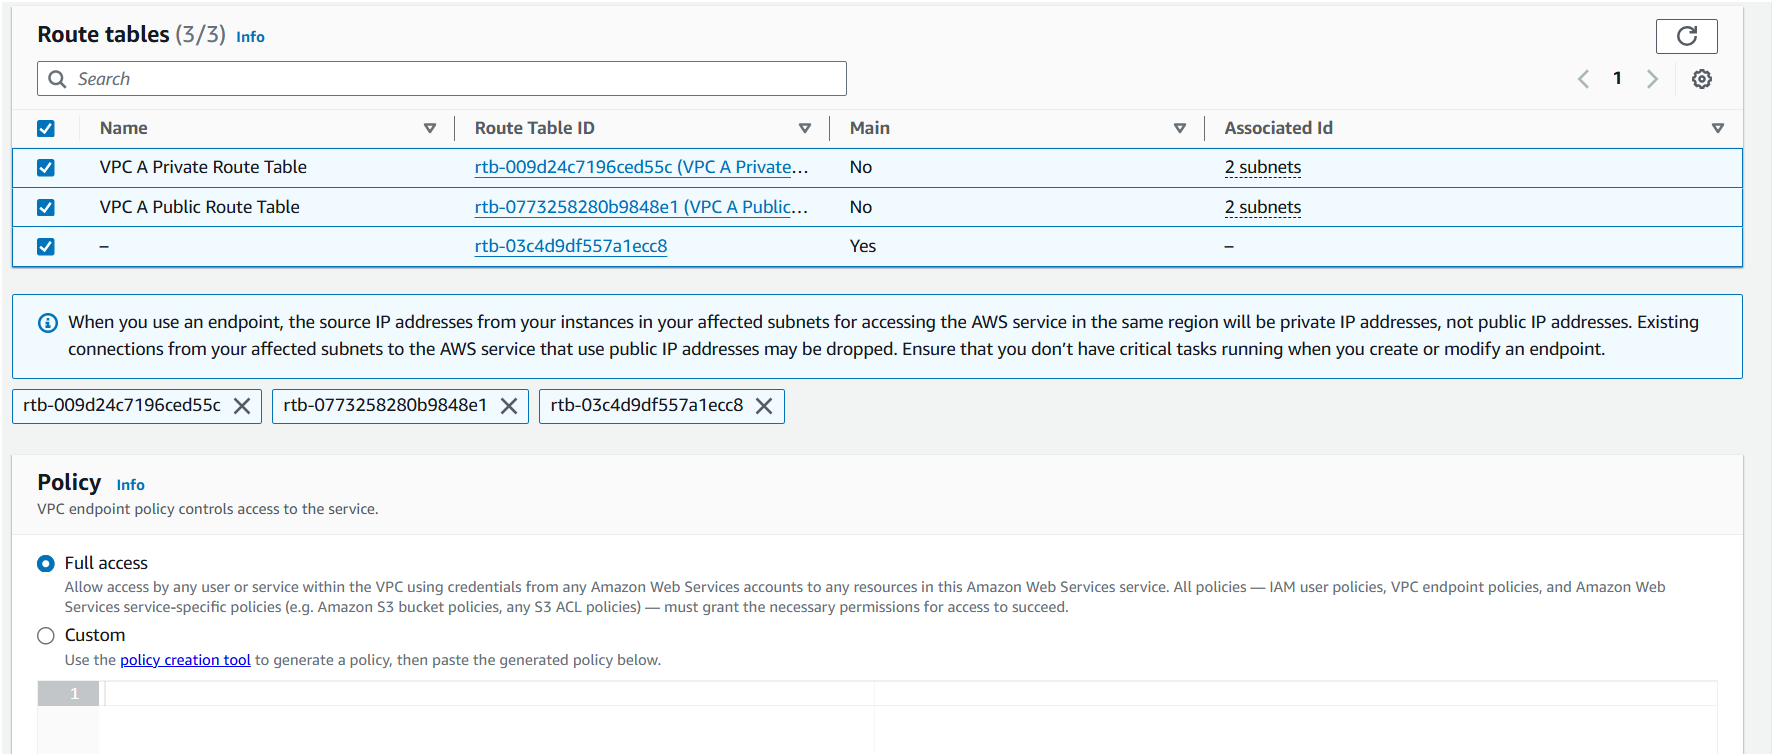 Route tables (3/3) Info
Search
1
Name Route Table ID Main Associated Id
VPC A Private Route Table rtb-009d24c7196ced55c (VPC A Private... No 2 subnets
VPC A Public Route Table rtb-0773258280b9848e1 (VPC A Public... No 2 subnets
– rtb-03c4d9df557a1ecc8 Yes –
When you use an endpoint, the source IP addresses from your instances in your affected subnets for accessing the AWS service in the same region will be private IP addresses, not public IP addresses. Existing
connections from your affected subnets to the AWS service that use public IP addresses may be dropped. Ensure that you don’t have critical tasks running when you create or modify an endpoint.
rtb-009d24c7196ced55c rtb-0773258280b9848e1 rtb-03c4d9df557a1ecc8
Policy Info
VPC endpoint policy controls access to the service.
Full access
Allow access by any user or service within the VPC using credentials from any Amazon Web Services accounts to any resources in this Amazon Web Services service. All policies — IAM user policies, VPC endpoint policies, and Amazon Web
Services service-specific policies (e.g. Amazon S3 bucket policies, any S3 ACL policies) — must grant the necessary permissions for access to succeed.
Custom
Use the policy creation tool to generate a policy, then paste the generated policy below.
1